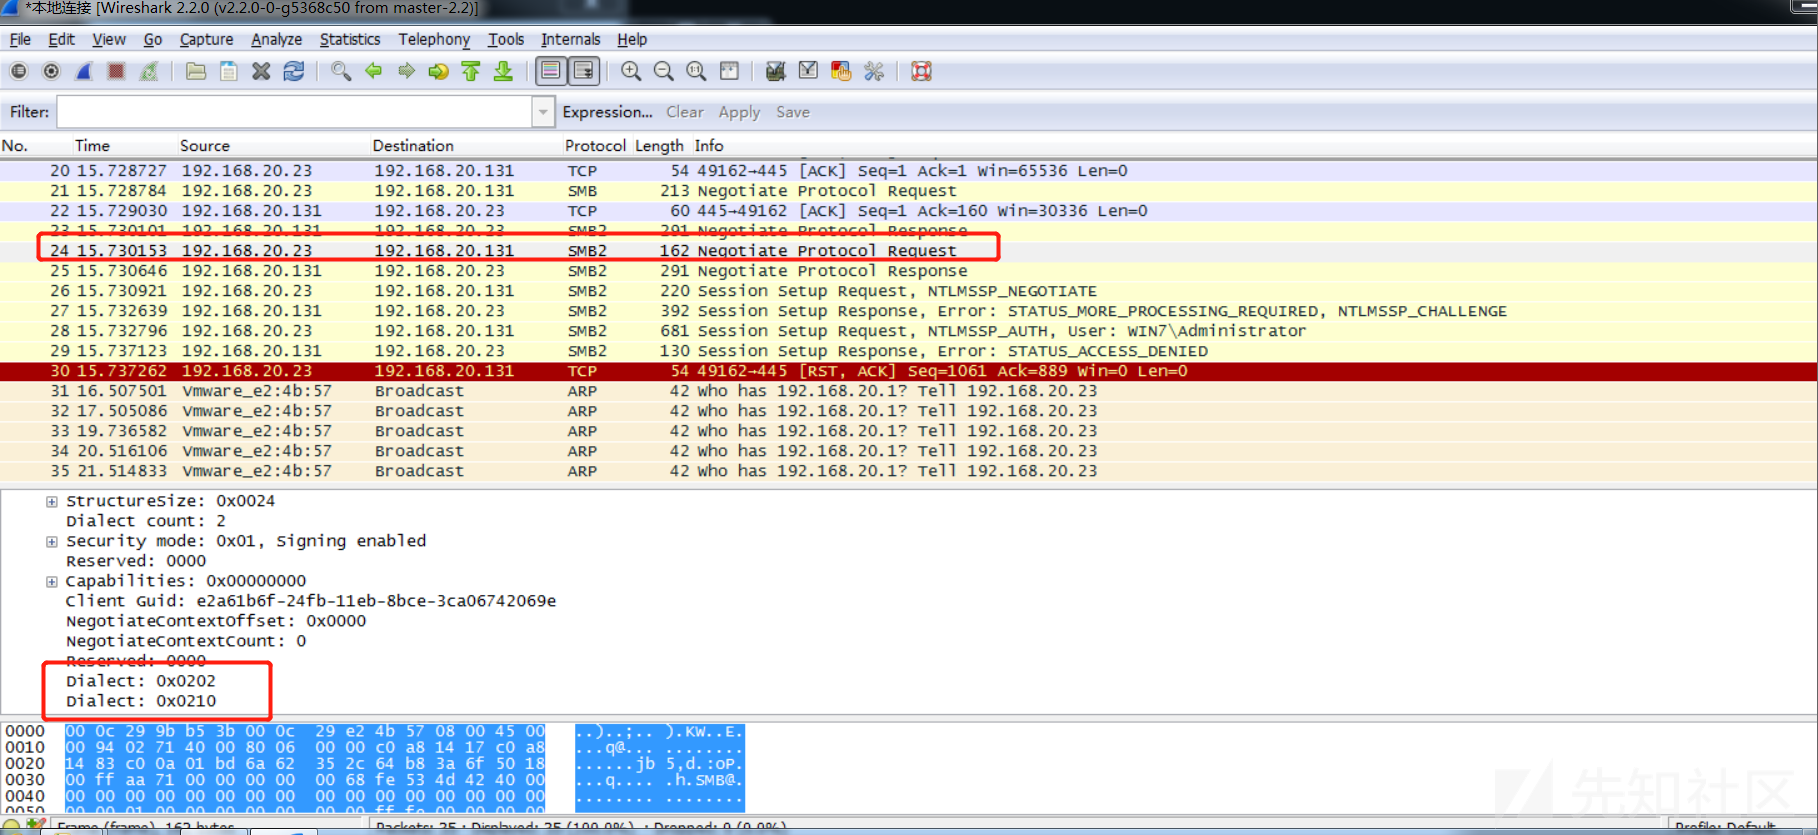 *本地连接 [Wireshark 2.2.0 (v2.2.0-0-g5368c50 from master-2.2)]
File Edit View Go Capture Analyze Statistics Telephony Tools Internals Help
Filter: Expression... Clear Apply Save
No. Time Source Destination Protocol Length Info
20 15.728727 192.168.20.23 192.168.20.131 TCP 54 49162→445 [ACK] Seq=1 Ack=1 Win=65536 Len=0
21 15.728784 192.168.20.23 192.168.20.131 SMB 213 Negotiate Protocol Request
22 15.729030 192.168.20.131 192.168.20.23 TCP 60 445→49162 [ACK] Seq=1 Ack=160 Win=30336 Len=0
23 15.730101 192.168.20.131 192.168.20.23 SMB2 291 Negotiate Protocol Response
24 15.730153 192.168.20.23 192.168.20.131 SMB2 162 Negotiate Protocol Request
25 15.730646 192.168.20.131 192.168.20.23 SMB2 291 Negotiate Protocol Response
26 15.730921 192.168.20.23 192.168.20.131 SMB2 220 Session Setup Request, NTLMSSP_NEGOTIATE
27 15.732639 192.168.20.131 192.168.20.23 SMB2 392 Session Setup Response, Error: STATUS_MORE_PROCESSING_REQUIRED, NTLMSSP_CHALLENGE
28 15.732796 192.168.20.23 192.168.20.131 SMB2 681 Session Setup Request, NTLMSSP_AUTH, User: WIN7\Administrator
29 15.737123 192.168.20.131 192.168.20.23 SMB2 130 Session Setup Response, Error: STATUS_ACCESS_DENIED
30 15.737262 192.168.20.23 192.168.20.131 TCP 54 49162→445 [RST, ACK] Seq=1061 Ack=889 Win=0 Len=0
31 16.507501 Vmware_e2:4b:57 Broadcast ARP 42 Who has 192.168.20.1? Tell 192.168.20.23
32 17.505086 Vmware_e2:4b:57 Broadcast ARP 42 Who has 192.168.20.1? Tell 192.168.20.23
33 19.736582 Vmware_e2:4b:57 Broadcast ARP 42 Who has 192.168.20.1? Tell 192.168.20.23
34 20.516106 Vmware_e2:4b:57 Broadcast ARP 42 Who has 192.168.20.1? Tell 192.168.20.23
35 21.514833 Vmware_e2:4b:57 Broadcast ARP 42 Who has 192.168.20.1? Tell 192.168.20.23
StructureSize: 0x0024
Dialect count: 2
Security mode: 0x01, Signing enabled
Reserved: 0000
Capabilities: 0x00000000
Client Guid: e2a61b6f-24fb-11eb-8bce-3ca06742069e
NegotiateContextOffset: 0x0000
NegotiateContextCount: 0
Reserved: 0000
Dialect: 0x0202
Dialect: 0x0210
0000 00 0c 29 9b b5 3b 00 0c 29 e2 4b 57 08 00 45 00 ..)..;.. ).KW..E.
0010 00 94 02 71 40 00 80 06 00 00 c0 a8 14 17 c0 a8 ...q@... ........
0020 14 83 c0 0a 01 bd 6a 62 35 2c 64 b8 3a 6f 50 18 ......jb 5,d.:oP.
0030 00 ff aa 71 00 00 00 00 00 68 fe 53 4d 42 40 00 ...q.... .h.SMB@.
0040 00 00 00 00 00 00 00 00 00 00 00 00 00 00 00 00 ........ ........
0050 00 00 01 00 00 00 00 00 00 00 ff fe 00 00 00 00
Frame (frame), 162 bytes Packets: 35 · Displayed: 35 (100.0%) · Dropped: 0 (0.0%) Profile: Default
先知社区